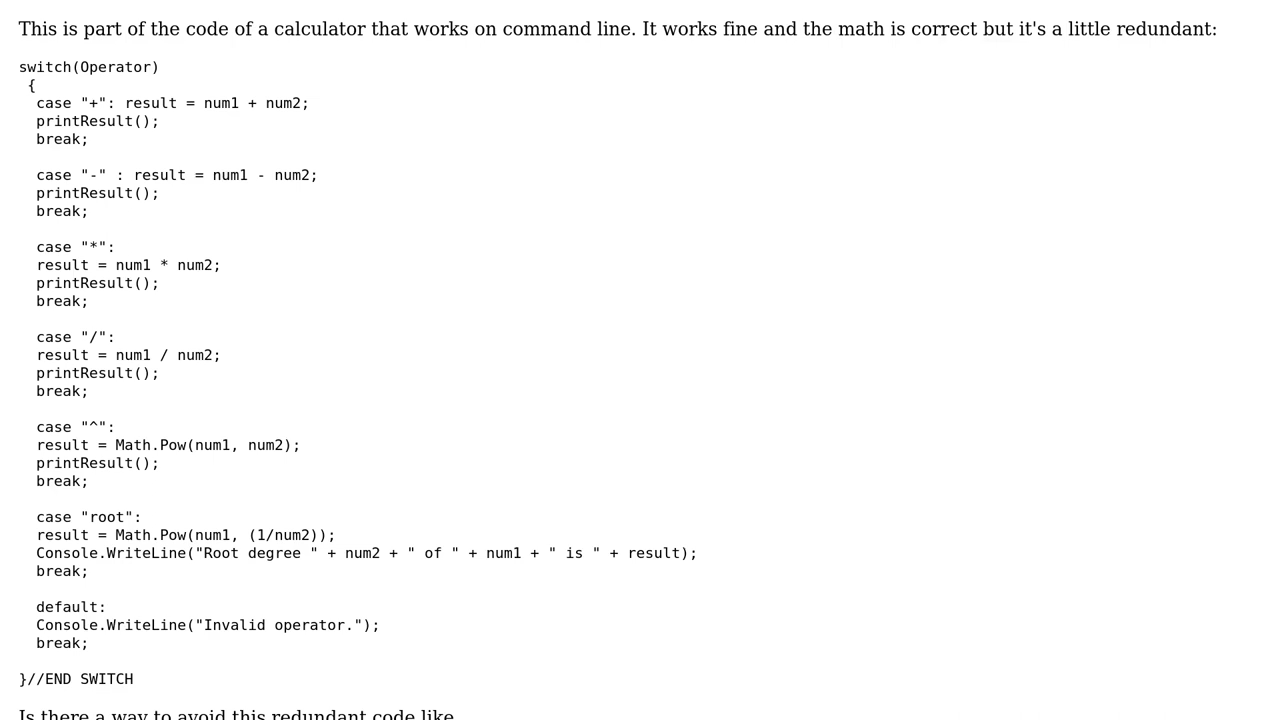 This is part of the code of a calculator that works on command line. It works fine and the math is correct but it's a little redundant:
switch(Operator)
 {
  case "+": result = num1 + num2;
  printResult();
  break;

  case "-" : result = num1 - num2;
  printResult();
  break;

  case "*":
  result = num1 * num2;
  printResult();
  break;

  case "/":
  result = num1 / num2;
  printResult();
  break;

  case "^":
  result = Math.Pow(num1, num2);
  printResult();
  break;

  case "root":
  result = Math.Pow(num1, (1/num2));
  Console.WriteLine("Root degree " + num2 + " of " + num1 + " is " + result);
  break;

  default:
  Console.WriteLine("Invalid operator.");
  break;

}//END SWITCH
Is there a way to avoid this redundant code like